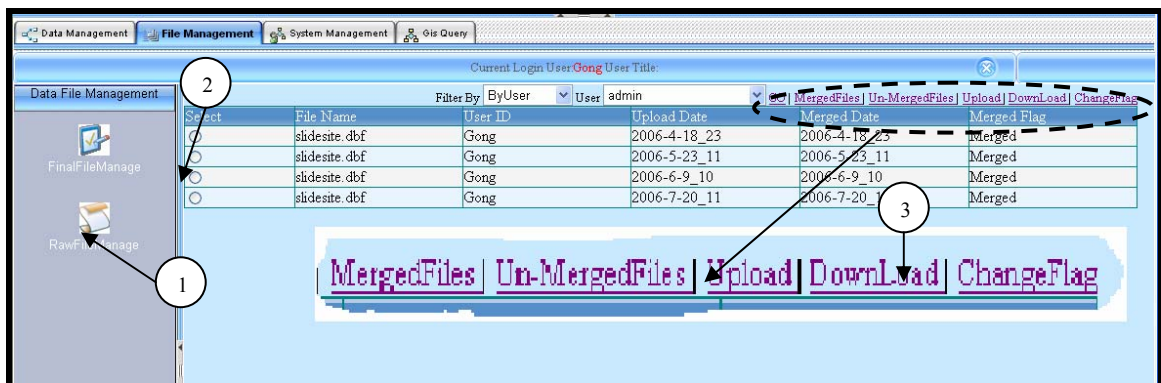 Data Management File Management System Management Gis Query
Current Login User:Gong User Title:
Data File Management
FinalFileManage
RawFileManage
Filter By ByUser User admin GO| MergedFiles| Un-MergedFiles| Upload| DownLoad| ChangeFlag
Select File Name User ID Upload Date Merged Date Merged Flag
slidesite.dbf Gong 2006-4-18_23 2006-4-18_23 Merged
slidesite.dbf Gong 2006-5-23_11 2006-5-23_11 Merged
slidesite.dbf Gong 2006-6-9_10 2006-6-9_10 Merged
slidesite.dbf Gong 2006-7-20_11 Merged
| MergedFiles| Un-MergedFiles| Upload| DownLoad| ChangeFlag
1
2
3